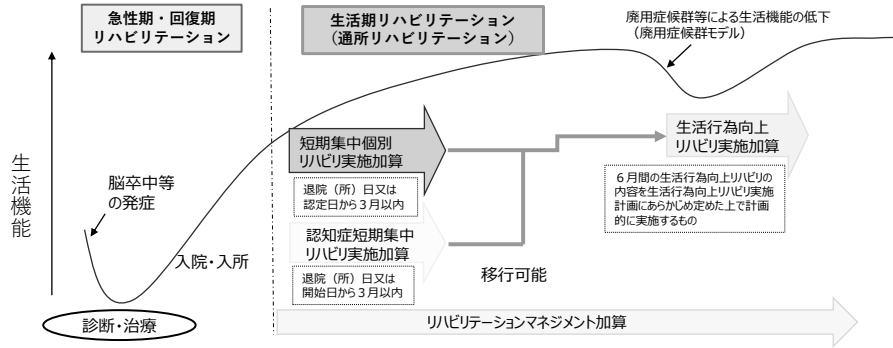 急性期・回復期
リハビリテーション
生活期リハビリテーション
（通所リハビリテーション）
廃用症候群等による生活機能の低下
（廃用症候群モデル）
生活機能
脳卒中等
の発症
入院・入所
診断・治療
短期集中個別
リハビリ実施加算
退院（所）日又は
認定日から３月以内
認知症短期集中
リハビリ実施加算
退院（所）日又は
開始日から３月以内
移行可能
生活行為向上
リハビリ実施加算
６月間の生活行為向上リハビリの
内容を生活行為向上リハビリ実施
計画にあらかじめ定めた上で計画
的に実施するもの
リハビリテーションマネジメント加算